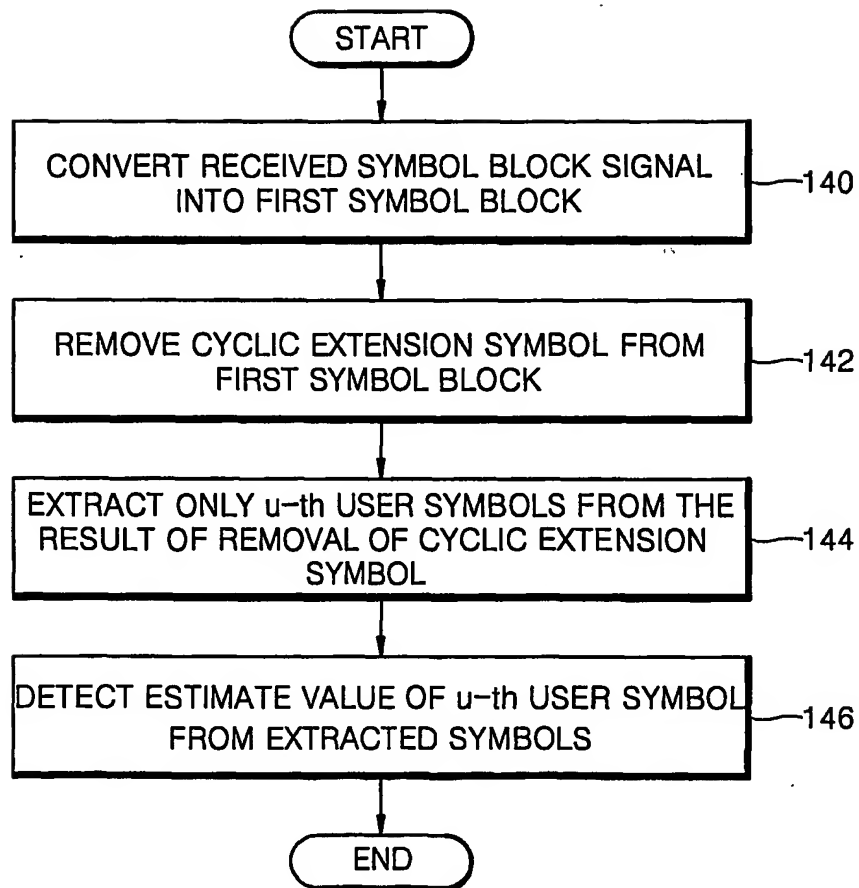 START
CONVERT RECEIVED SYMBOL BLOCK SIGNAL
INTO FIRST SYMBOL BLOCK
140
REMOVE CYCLIC EXTENSION SYMBOL FROM
FIRST SYMBOL BLOCK
142
EXTRACT ONLY u-th USER SYMBOLS FROM THE
RESULT OF REMOVAL OF CYCLIC EXTENSION
SYMBOL
144
DETECT ESTIMATE VALUE OF u-th USER SYMBOL
FROM EXTRACTED SYMBOLS
146
END